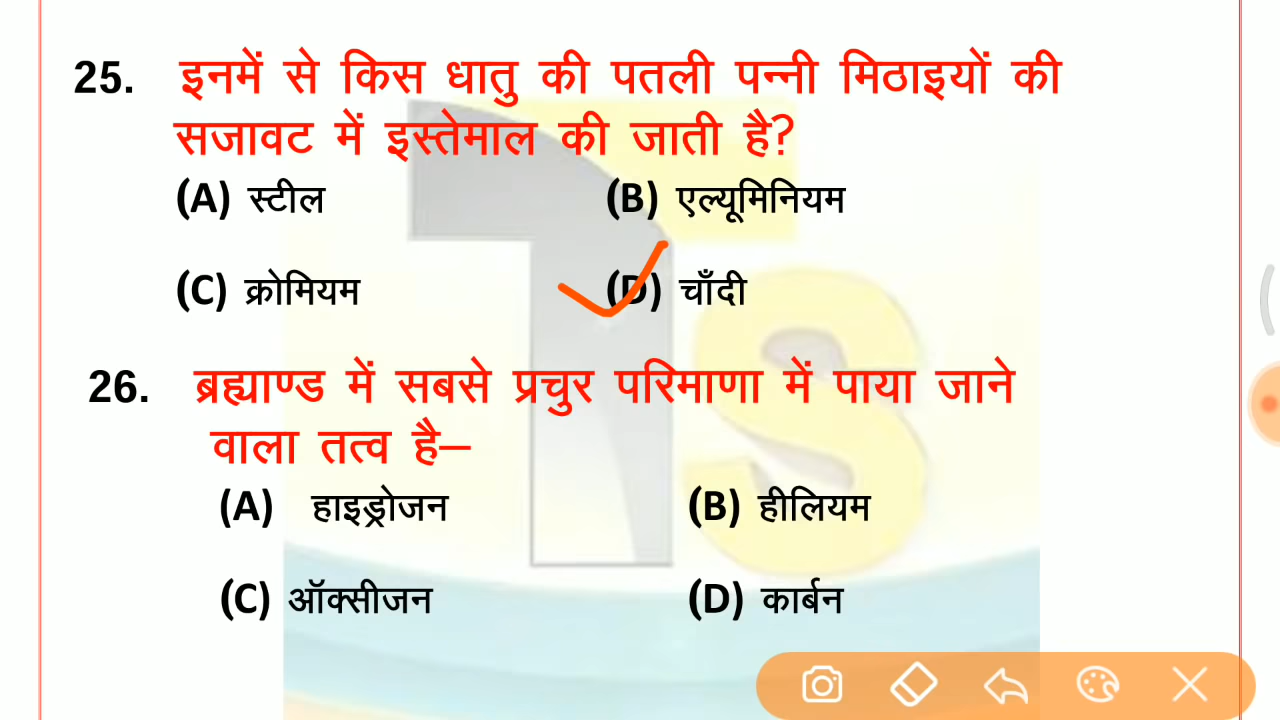 25. इनमें से किस धातु की पतली पन्नी मिठाइयों की
सजावट में इस्तेमाल की जाती है?
(A) स्टील (B) एल्यूमिनियम
(C) क्रोमियम (D) चाँदी
26. ब्रह्याण्ड में सबसे प्रचुर परिमाणा में पाया जाने
वाला तत्व है–
(A) हाइड्रोजन (B) हीलियम
(C) ऑक्सीजन (D) कार्बन
TS